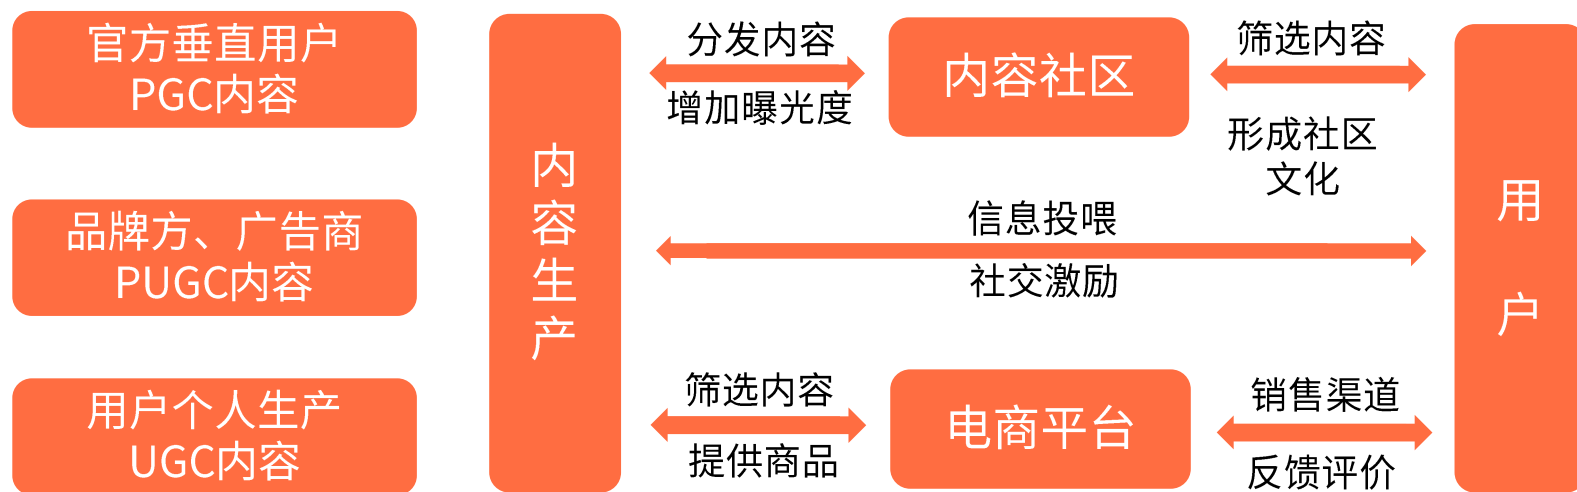 官方垂直用户
PGC内容
品牌方、广告商
PUGC内容
用户个人生产
UGC内容
内
容
生
产
分发内容
增加曝光度
内容社区
筛选内容
形成社区
文化
信息投喂
社交激励
筛选内容
提供商品
电商平台
销售渠道
反馈评价
用
户